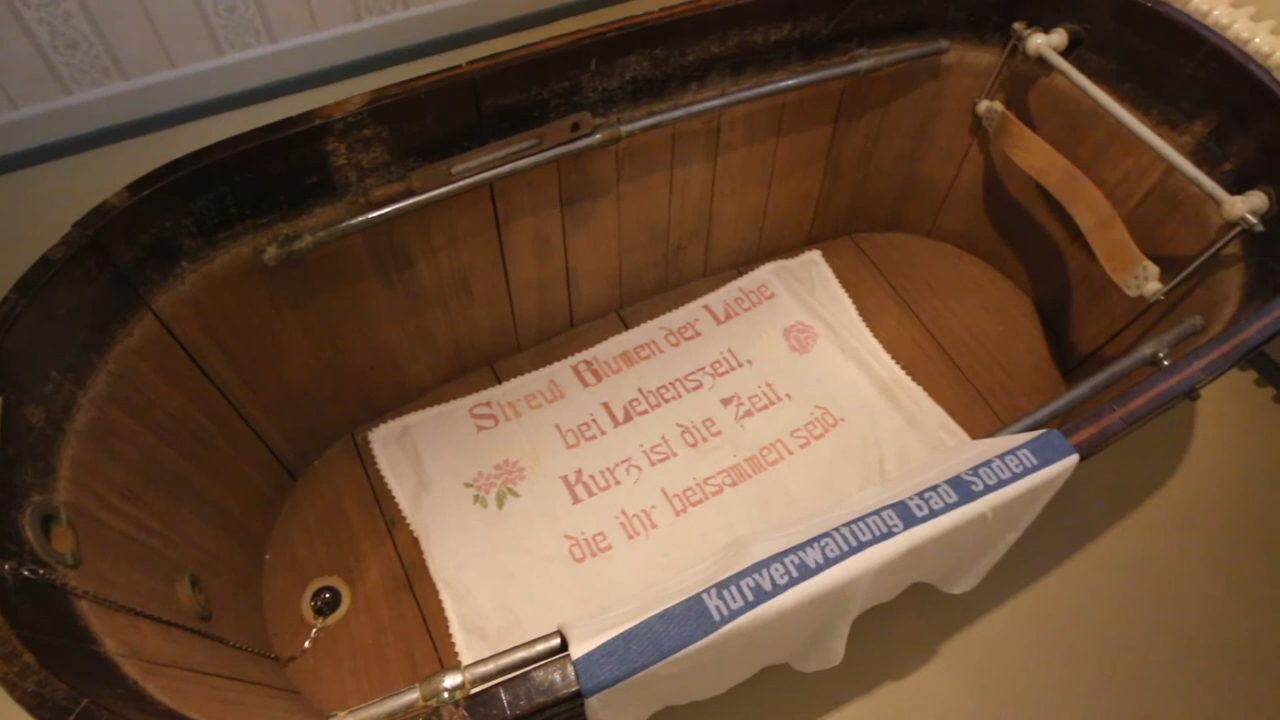 Streut Blumen der Liebe
bei Lebenszeit,
Kurz ist die Zeit,
die ihr beisammen seid.
Kurverwaltung Bad Soden